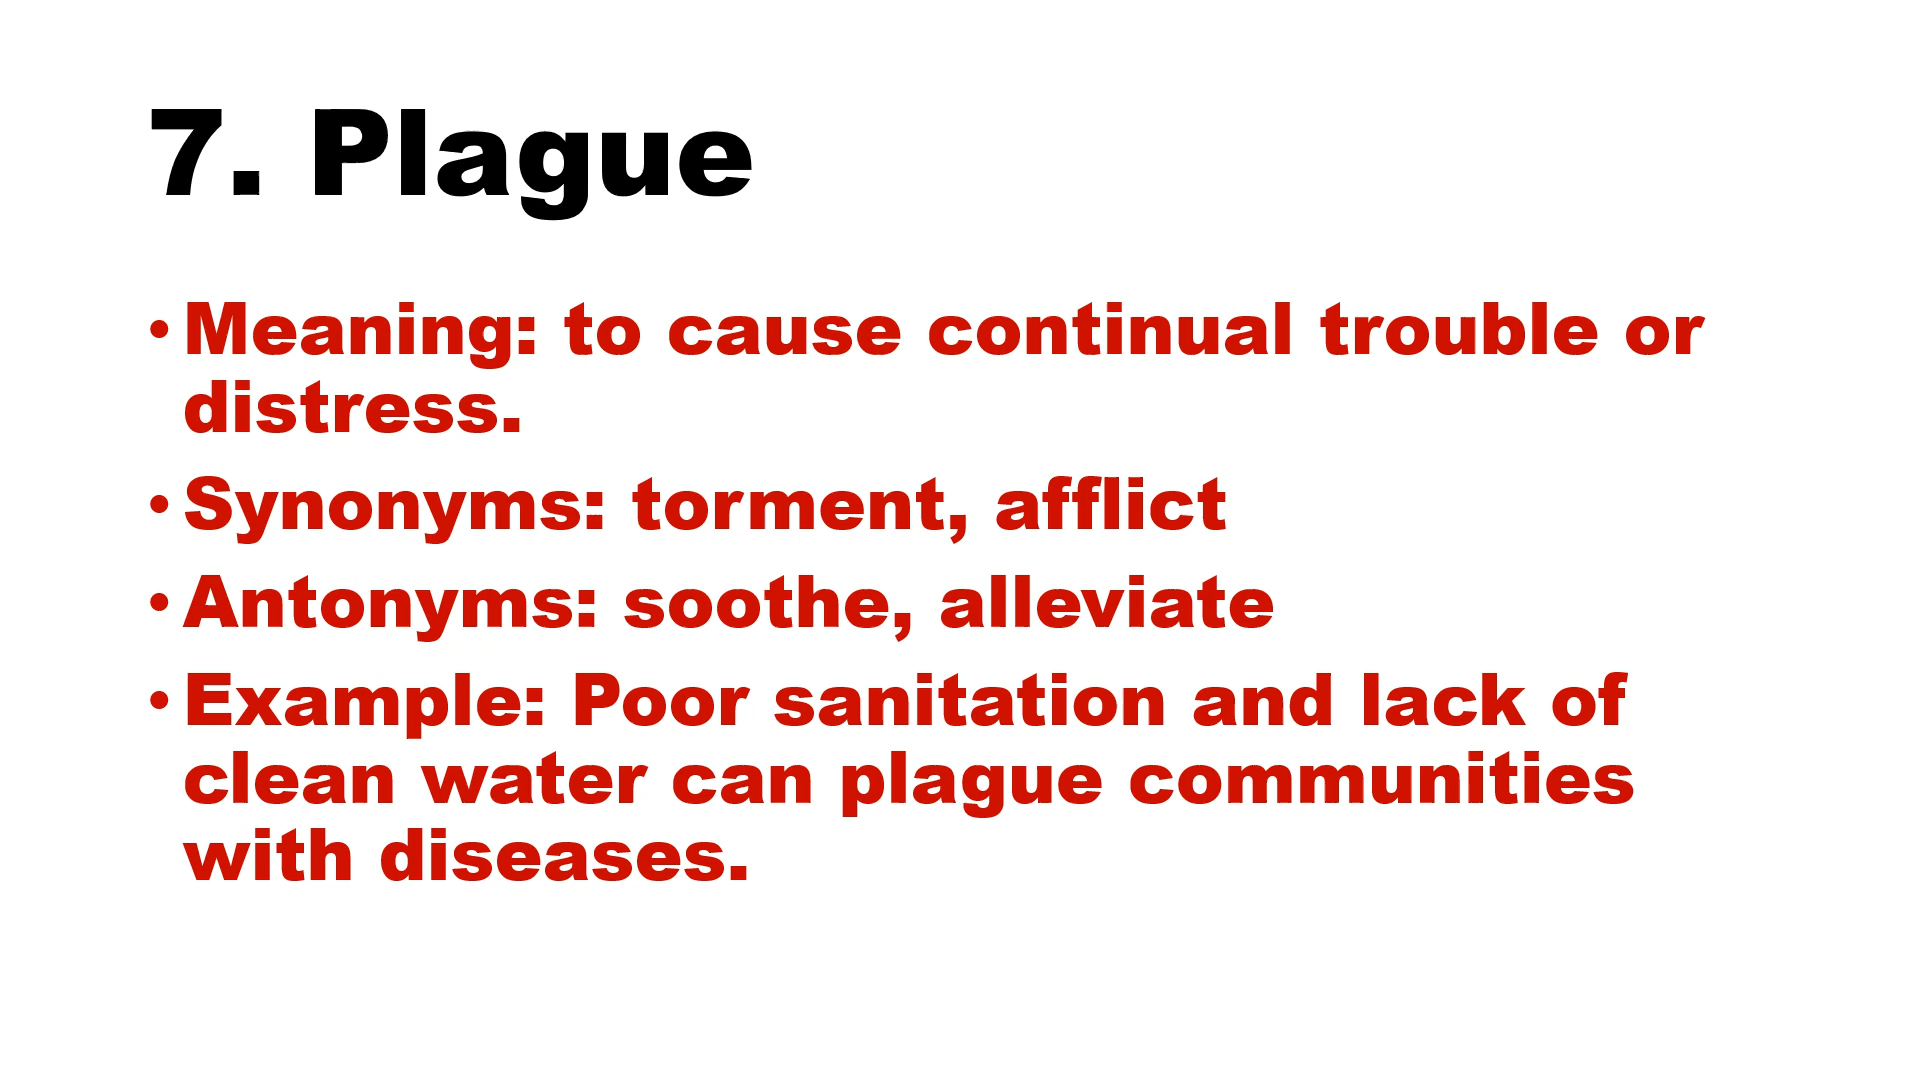 7. Plague
• Meaning: to cause continual trouble or
distress.
• Synonyms: torment, afflict
• Antonyms: soothe, alleviate
• Example: Poor sanitation and lack of
clean water can plague communities
with diseases.